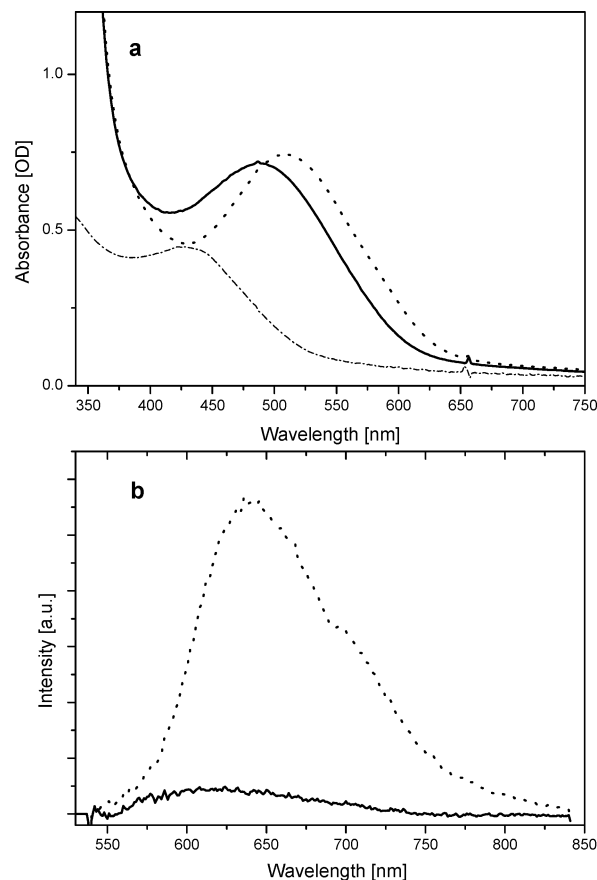 a
1.0
0.5
0.0
Absorbance [OD]
350 400 450 500 550 600 650 700 750
Wavelength [nm]
b
Intensity [a.u.]
550 600 650 700 750 800 850
Wavelength [nm]